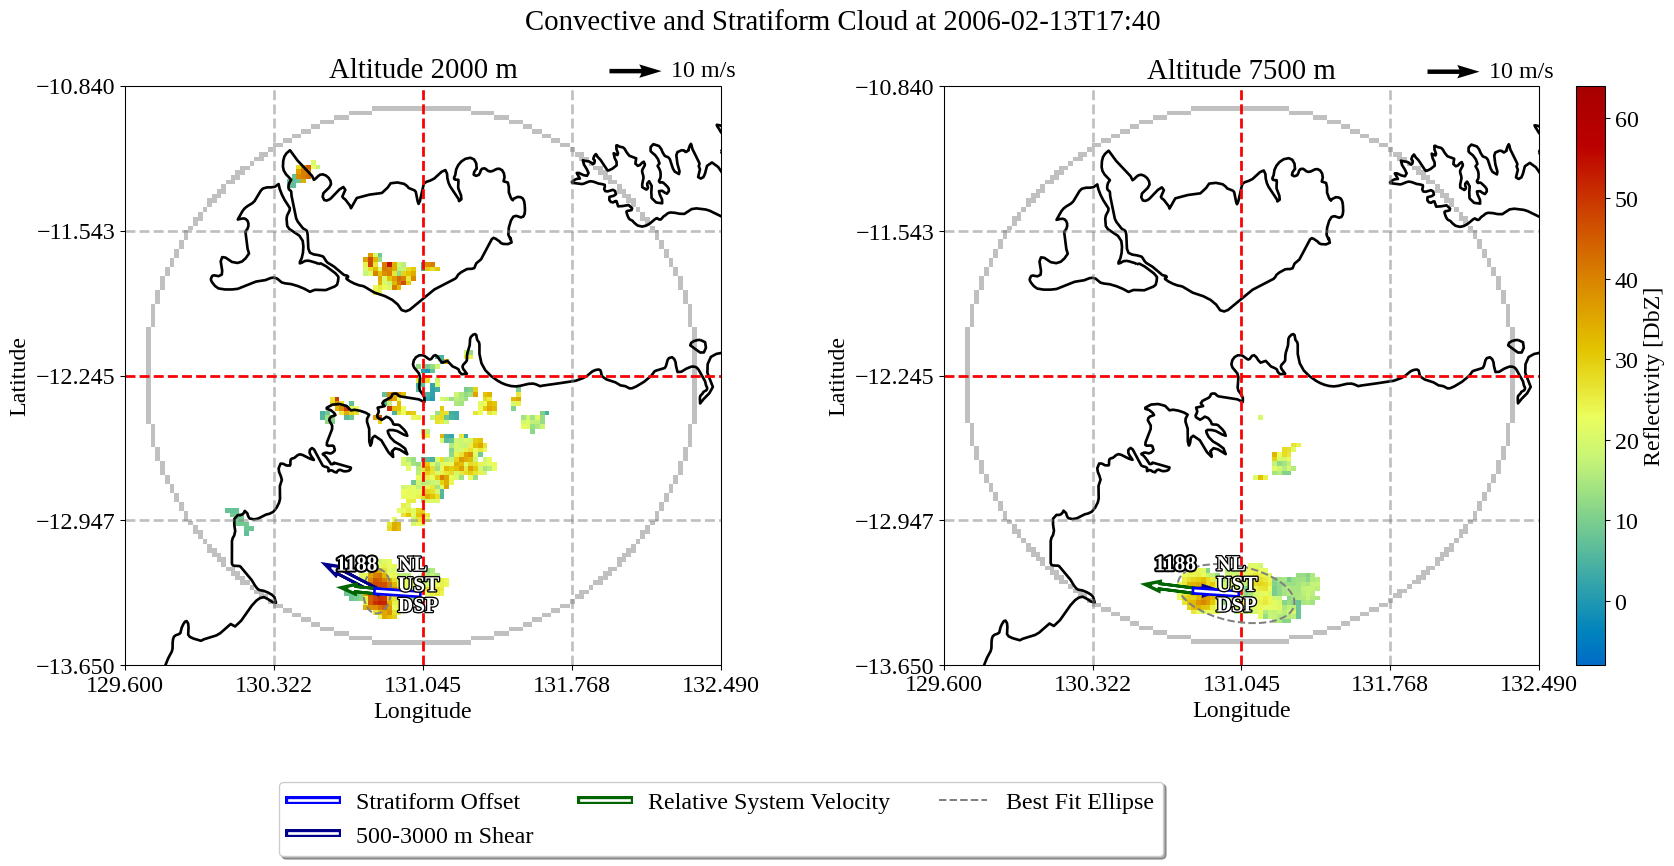 Convective and Stratiform Cloud at 2006-02-13T17:40
Altitude 2000 m
10 m/s
−10.840
−11.543
−12.245
−12.947
−13.650
Latitude
129.600
130.322
131.045
131.768
132.490
Longitude
1188
NL
UST
DSP
Altitude 7500 m
10 m/s
−10.840
−11.543
−12.245
−12.947
−13.650
Latitude
129.600
130.322
131.045
131.768
132.490
Longitude
1188
NL
UST
DSP
60
50
40
30
20
10
0
Reflectivity [DbZ]
Stratiform Offset
500-3000 m Shear
Relative System Velocity
Best Fit Ellipse